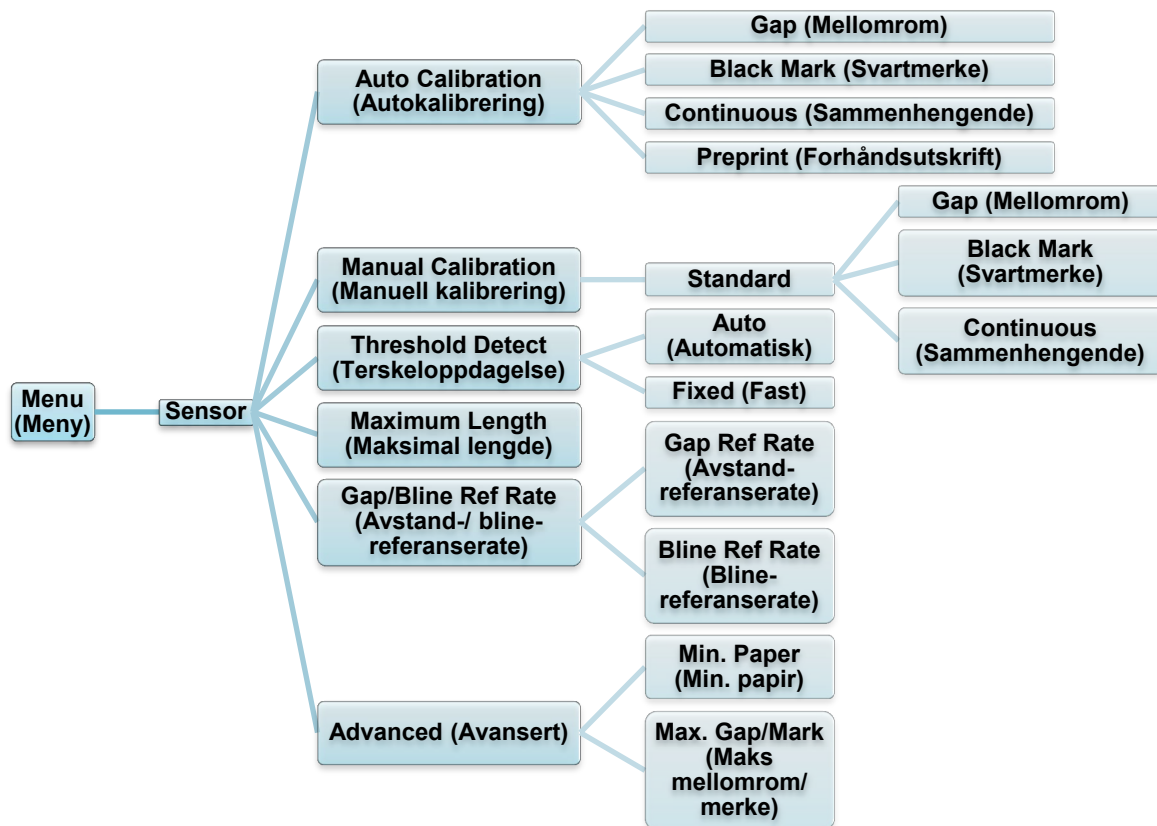 Menu
(Meny)
Sensor
Auto Calibration
(Autokalibrering)
Gap (Mellomrom)
Black Mark (Svartmerke)
Continuous (Sammenhengende)
Preprint (Forhåndsutskrift)
Manual Calibration
(Manuell kalibrering)
Standard
Gap (Mellomrom)
Black Mark
(Svartmerke)
Continuous
(Sammenhengende)
Threshold Detect
(Terskeloppdagelse)
Auto
(Automatisk)
Fixed (Fast)
Maximum Length
(Maksimal lengde)
Gap/Bline Ref Rate
(Avstand-/ bline-
referanserate)
Gap Ref Rate
(Avstand-
referanserate)
Bline Ref Rate
(Bline-
referanserate)
Advanced (Avansert)
Min. Paper
(Min. papir)
Max. Gap/Mark
(Maks
mellomrom/
merke)